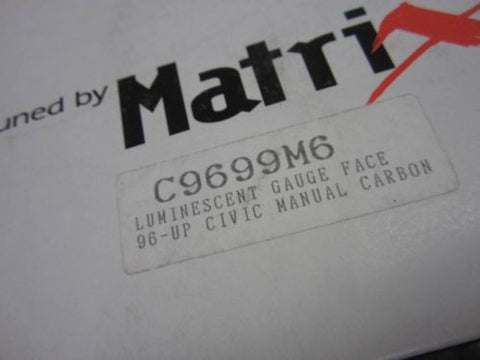 uned by MatriX
C9699M6
LUMINESCENT GAUGE FACE
96-UP CIVIC MANUAL CARBON